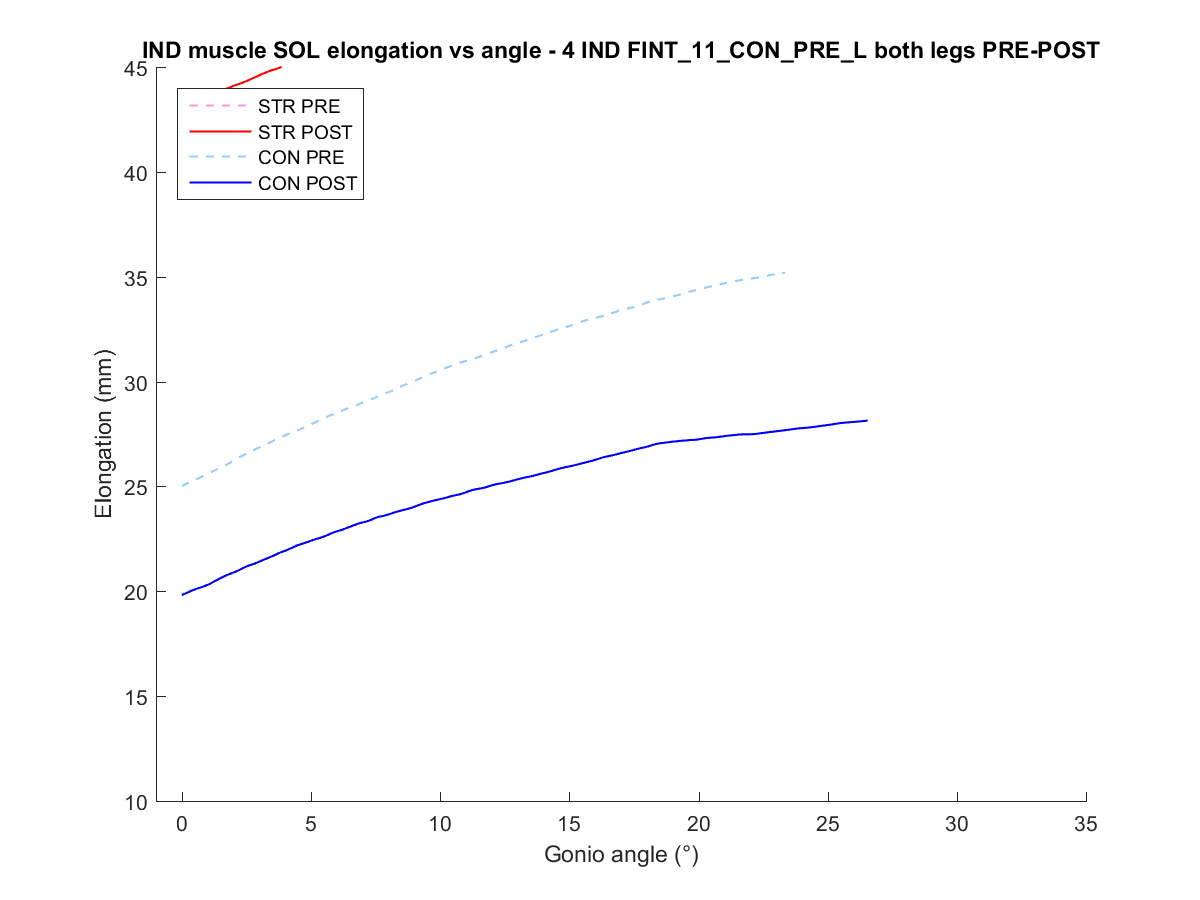 IND muscle SOL elongation vs angle - 4 IND FINT_11_CON_PRE_L both legs PRE-POST
45
40
35
30
25
20
15
10
STR PRE
STR POST
CON PRE
CON POST
Elongation (mm)
0 5 10 15 20 25 30 35
Gonio angle (°)